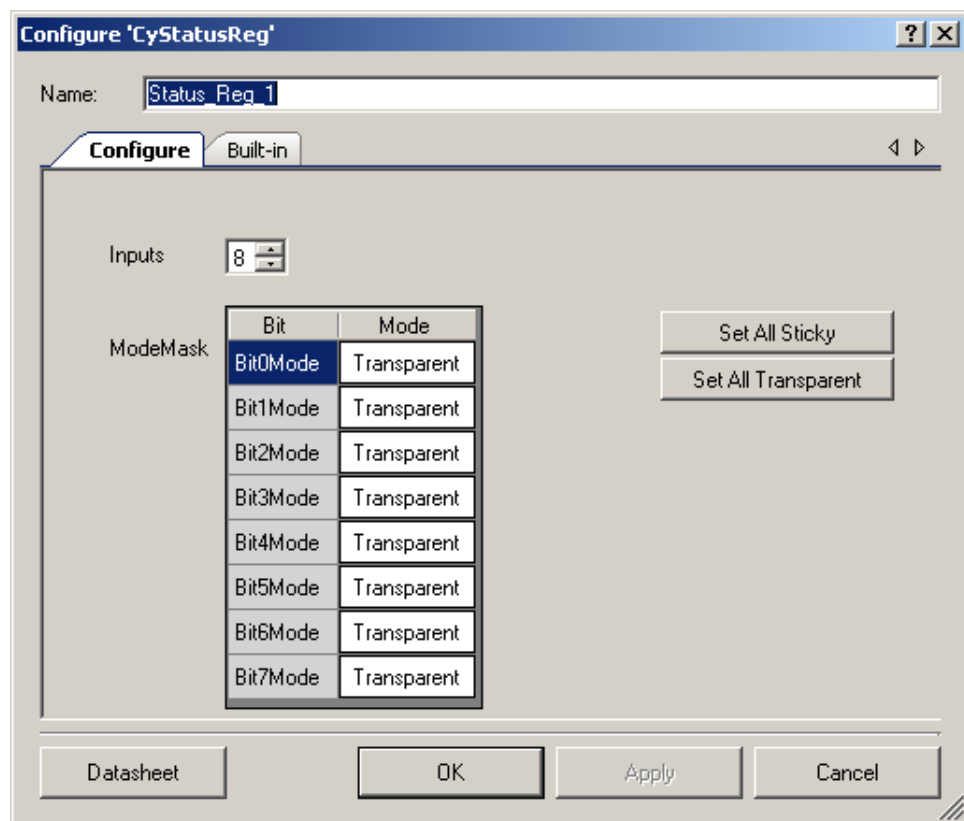 Configure 'CyStatusReg'
Name: Status_Reg_1
Configure Built-in
Inputs 8
ModeMask Bit Mode
Bit0Mode Transparent
Bit1Mode Transparent
Bit2Mode Transparent
Bit3Mode Transparent
Bit4Mode Transparent
Bit5Mode Transparent
Bit6Mode Transparent
Bit7Mode Transparent
Set All Sticky
Set All Transparent
Datasheet OK Apply Cancel